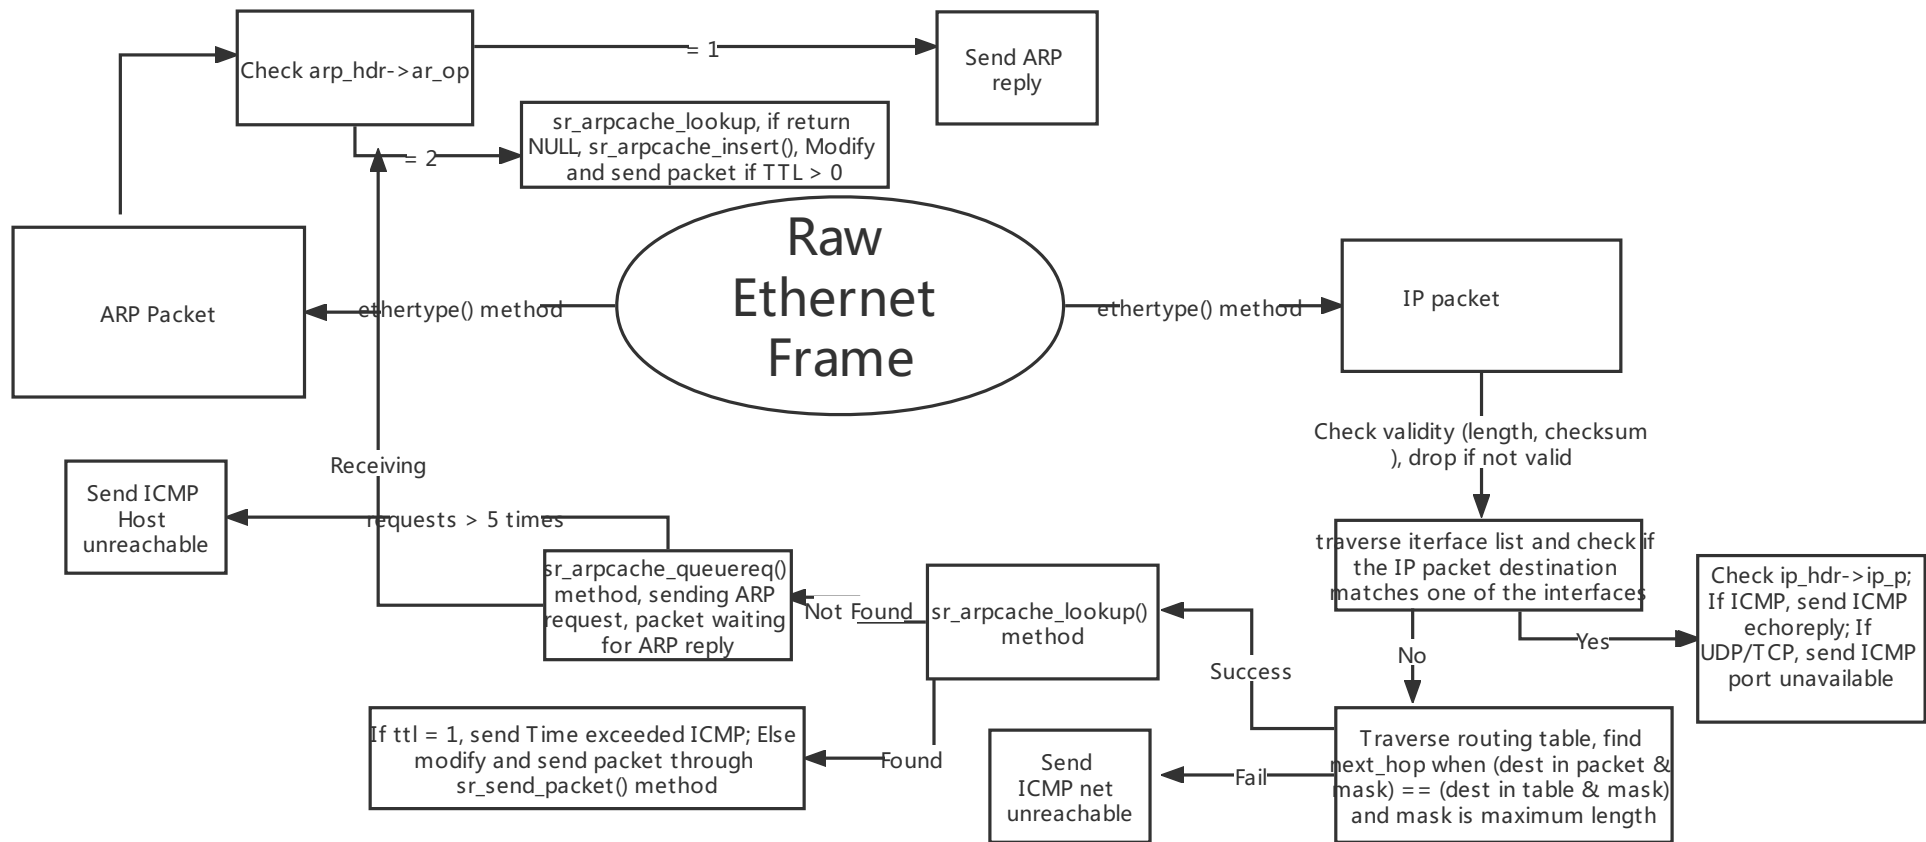 Check arp_hdr->ar_op
= 1
Send ARP
reply
= 2
sr_arpcache_lookup, if return
NULL, sr_arpcache_insert(), Modify
and send packet if TTL > 0
ARP Packet
ethertype() method
Raw
Ethernet
Frame
ethertype() method
IP packet
Check validity (length, checksum
), drop if not valid
Receiving
Send ICMP
Host
unreachable
requests > 5 times
sr_arpcache_queuereq()
method, sending ARP
request, packet waiting
for ARP reply
Not Found
sr_arpcache_lookup()
method
traverse iterface list and check if
the IP packet destination
matches one of the interfaces
Yes
Check ip_hdr->ip_p;
If ICMP, send ICMP
echoreply; If
UDP/TCP, send ICMP
port unavailable
No
Success
If ttl = 1, send Time exceeded ICMP; Else
modify and send packet through
sr_send_packet() method
Found
Send
ICMP net
unreachable
Fail
Traverse routing table, find
next_hop when (dest in packet &
mask) == (dest in table & mask)
and mask is maximum length